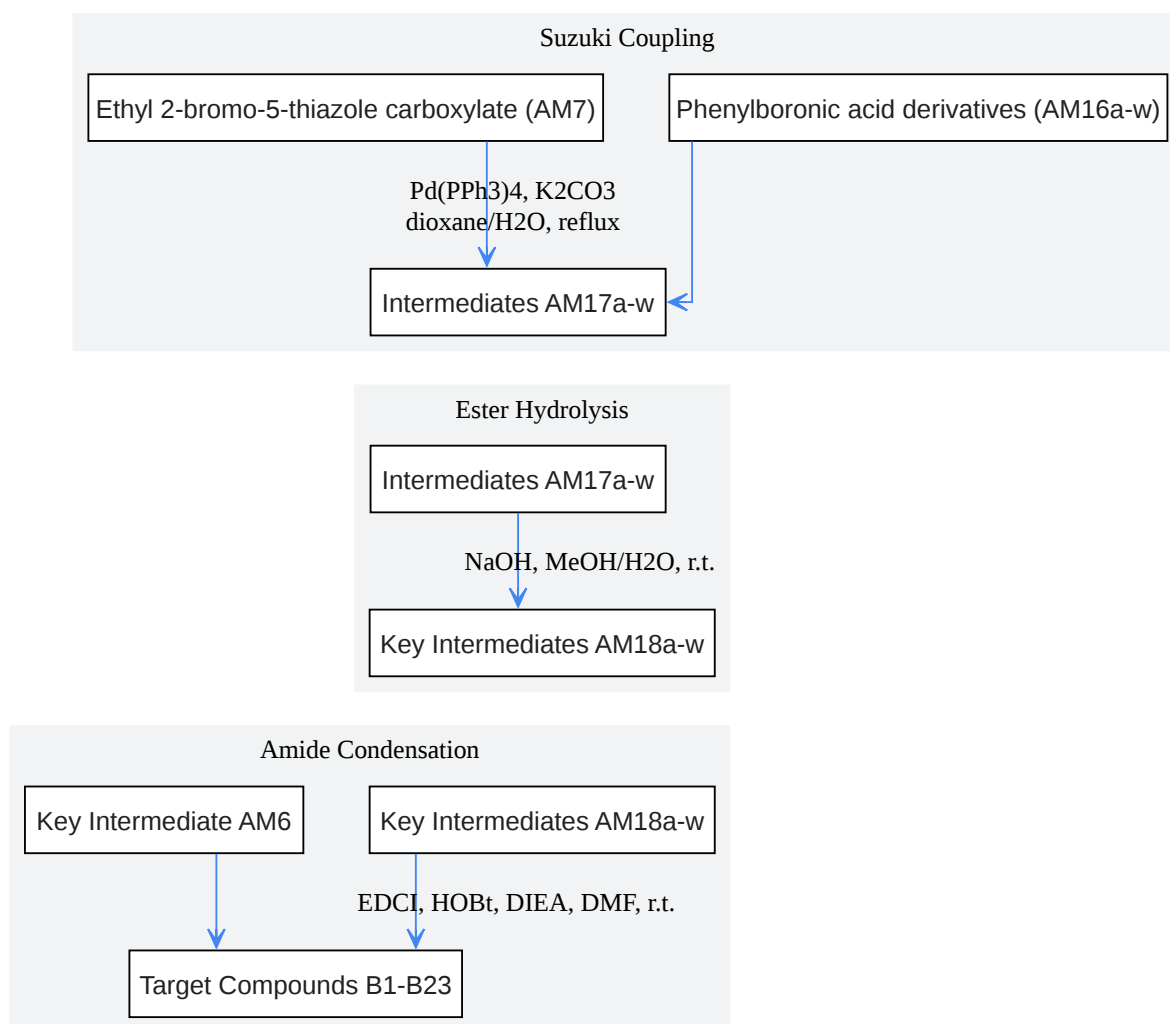 Suzuki Coupling
Ethyl 2-bromo-5-thiazole carboxylate (AM7)
Phenylboronic acid derivatives (AM16a-w)
Pd(PPh3)4, K2CO3
dioxane/H2O, reflux
Intermediates AM17a-w
Ester Hydrolysis
Intermediates AM17a-w
NaOH, MeOH/H2O, r.t.
Key Intermediates AM18a-w
Amide Condensation
Key Intermediate AM6
Key Intermediates AM18a-w
EDCI, HOBt, DIEA, DMF, r.t.
Target Compounds B1-B23